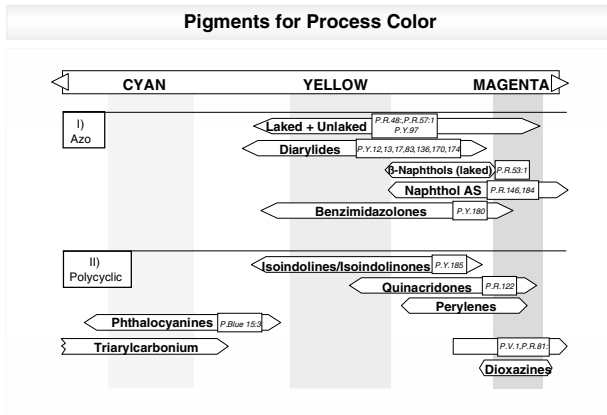 Pigments for Process Color
CYAN YELLOW MAGENTA
I)
Azo
Laked + Unlaked P.R.48:,P.R.57:1
P.Y.97
Diarylides P.Y.12,13,17,83,136,170,174
ß-Naphthols (laked) P.R.53:1
Naphthol AS P.R.146,184
Benzimidazolones P.Y.180
II)
Polycyclic
Isoindolines/Isoindolinones P.Y.185
Quinacridones P.R.122
Perylenes
Phthalocyanines P.Blue 15:3
Triarylcarbonium P.V.1,P.R.81:
Dioxazines